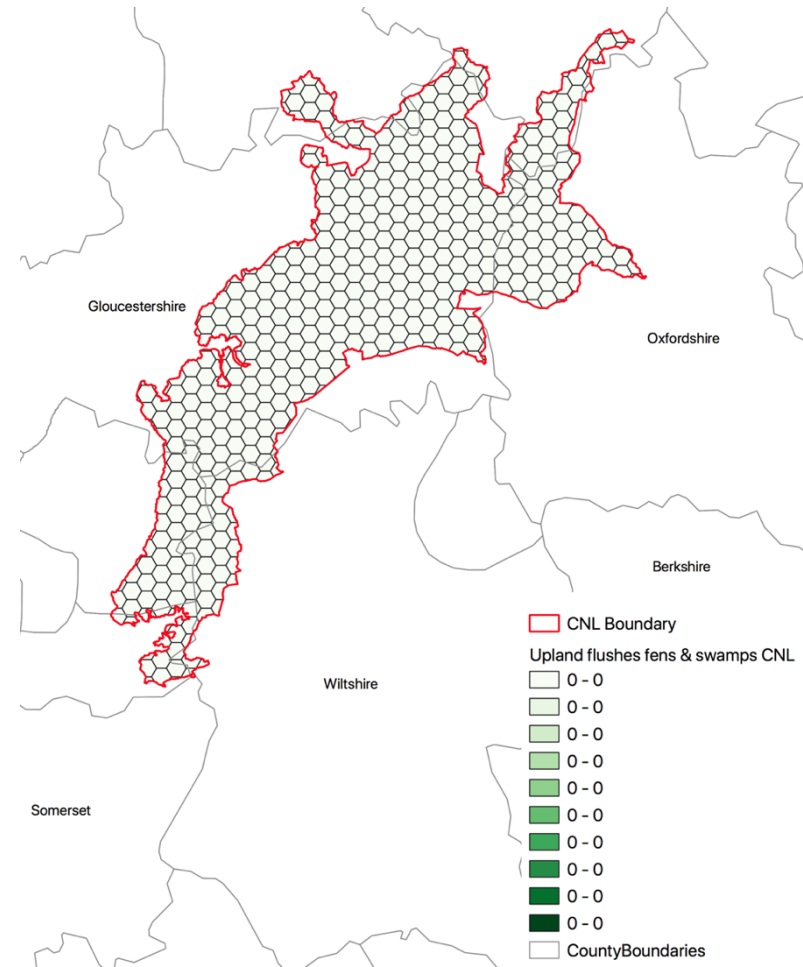 Gloucestershire
Oxfordshire
Berkshire
Wiltshire
Somerset
CNL Boundary
Upland flushes fens & swamps CNL
0 - 0
0 - 0
0 - 0
0 - 0
0 - 0
0 - 0
0 - 0
0 - 0
0 - 0
0 - 0
CountyBoundaries